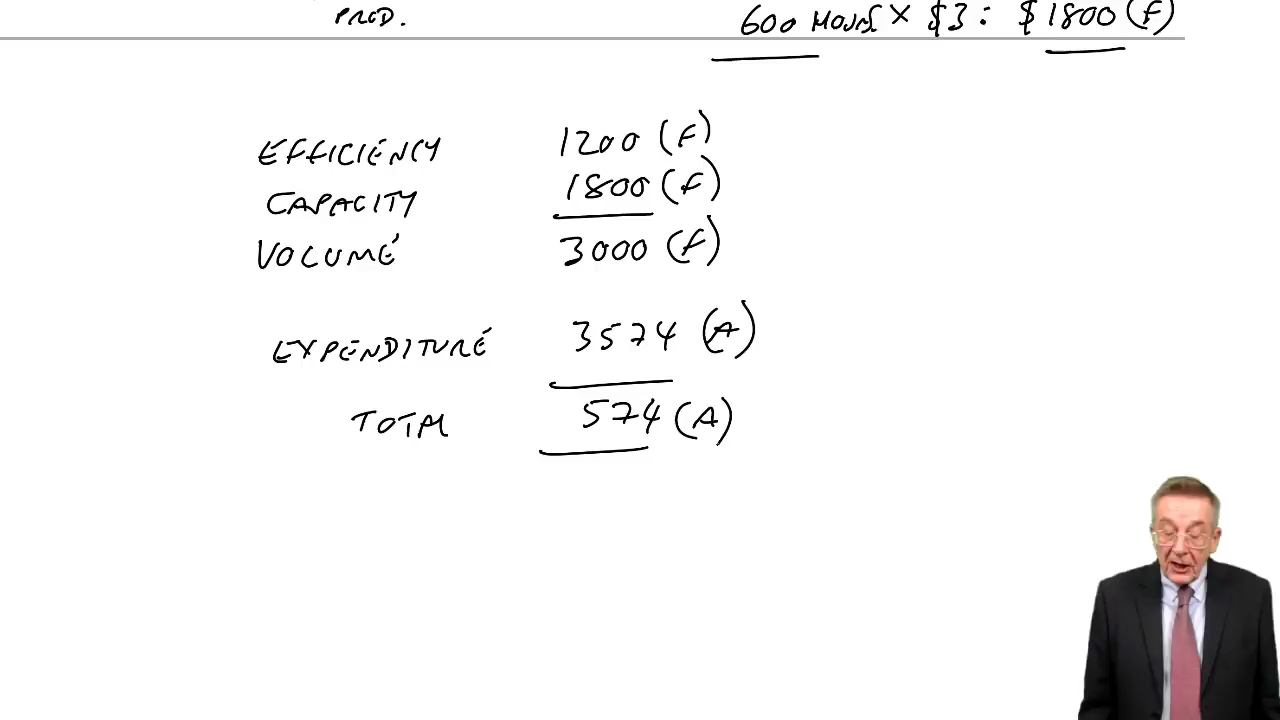 PROD.
600 HOURS × $3 : $1800 (F)
EFFICIENCY 1200 (F)
CAPACITY 1800 (F)
VOLUME 3000 (F)
EXPENDITURE 3574 (A)
TOTAL 574 (A)